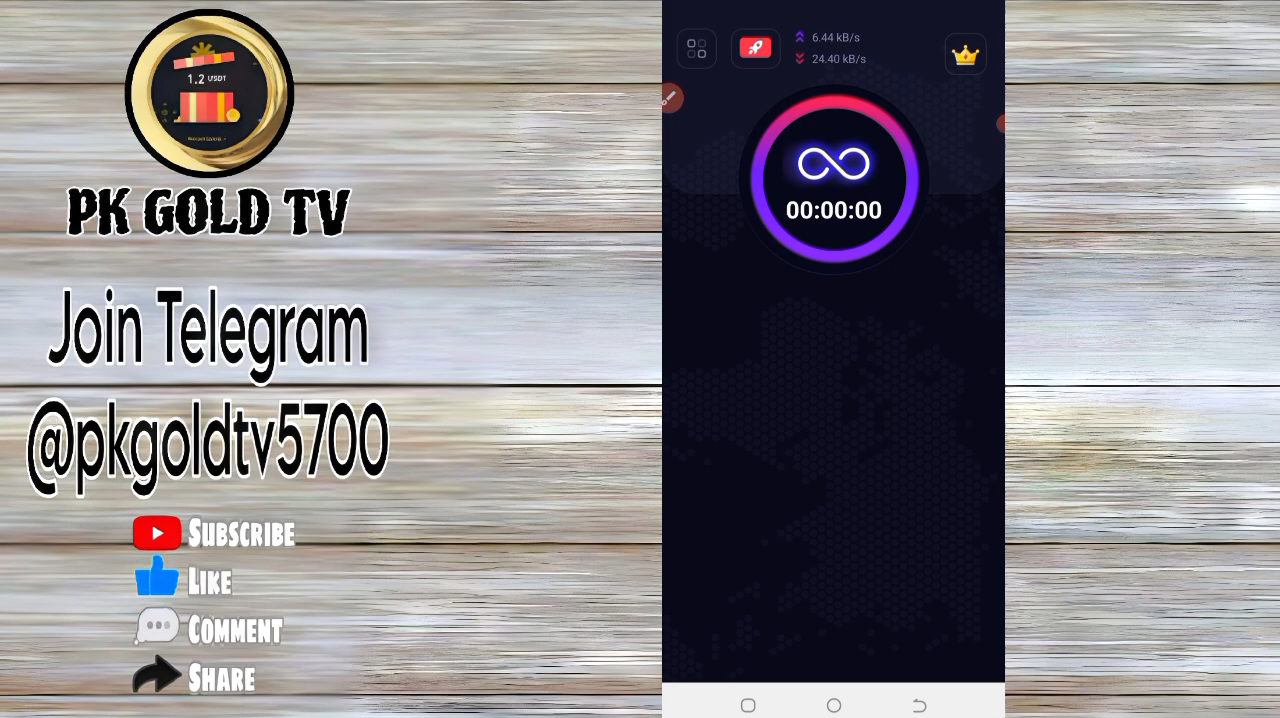 1.2 USDT
PK GOLD TV
Join Telegram
@pkgoldtv5700
SUBSCRIBE
LIKE
COMMENT
SHARE
6.44 kB/s
24.40 kB/s
00:00:00